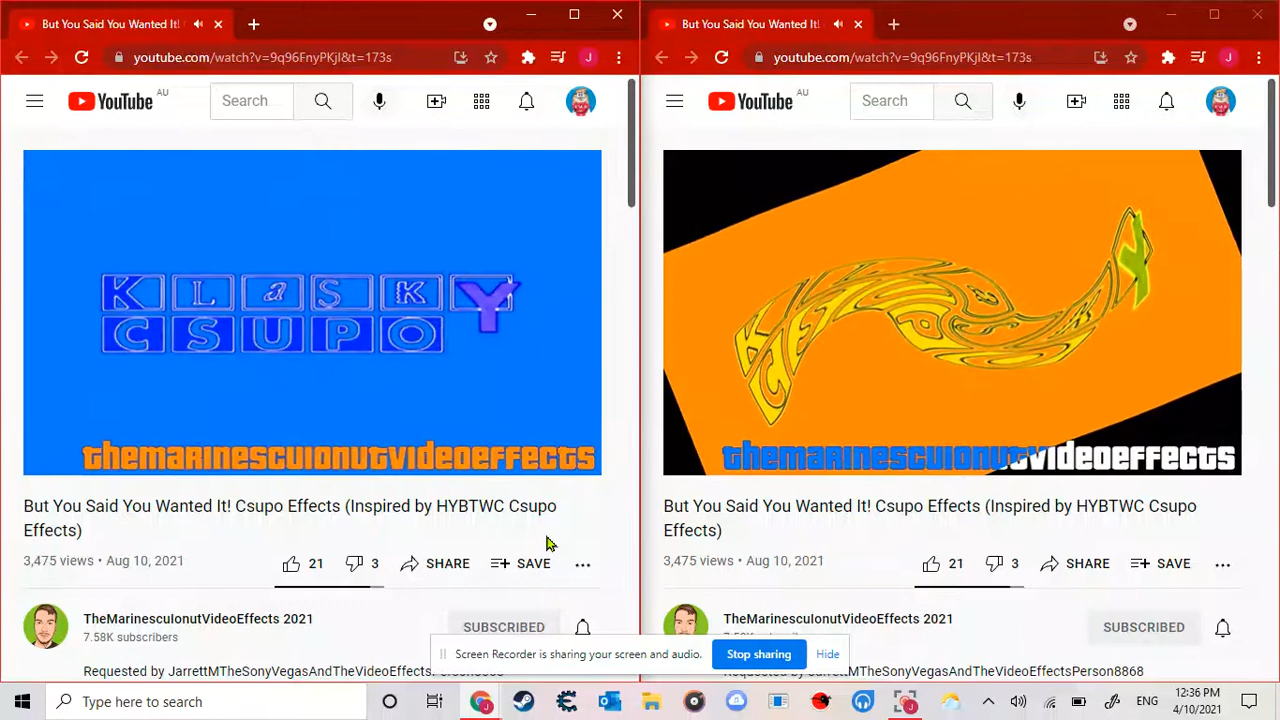 But You Said You Wanted It!
youtube.com/watch?v=9q96FnyPKjI&t=173s
J
YouTube AU
Search
KLasKY
CSUPO
themarinescuionutvideoeffects
But You Said You Wanted It! Csupo Effects (Inspired by HYBTWC Csupo
Effects)
3,475 views • Aug 10, 2021
21
3
SHARE
SAVE
TheMarinescuIonutVideoEffects 2021
7.58K subscribers
SUBSCRIBED
Requested by JarrettMTheSonyVegasAndTheVideoEffects
But You Said You Wanted It!
youtube.com/watch?v=9q96FnyPKjI&t=173s
J
YouTube AU
Search
themarinescuionutvideoeffects
But You Said You Wanted It! Csupo Effects (Inspired by HYBTWC Csupo
Effects)
3,475 views • Aug 10, 2021
21
3
SHARE
SAVE
TheMarinescuIonutVideoEffects 2021
SUBSCRIBED
Requested by JarrettMTheSonyVegasAndTheVideoEffectsPerson8868
Screen Recorder is sharing your screen and audio.
Stop sharing
Hide
Type here to search
ENG
12:36 PM
4/10/2021